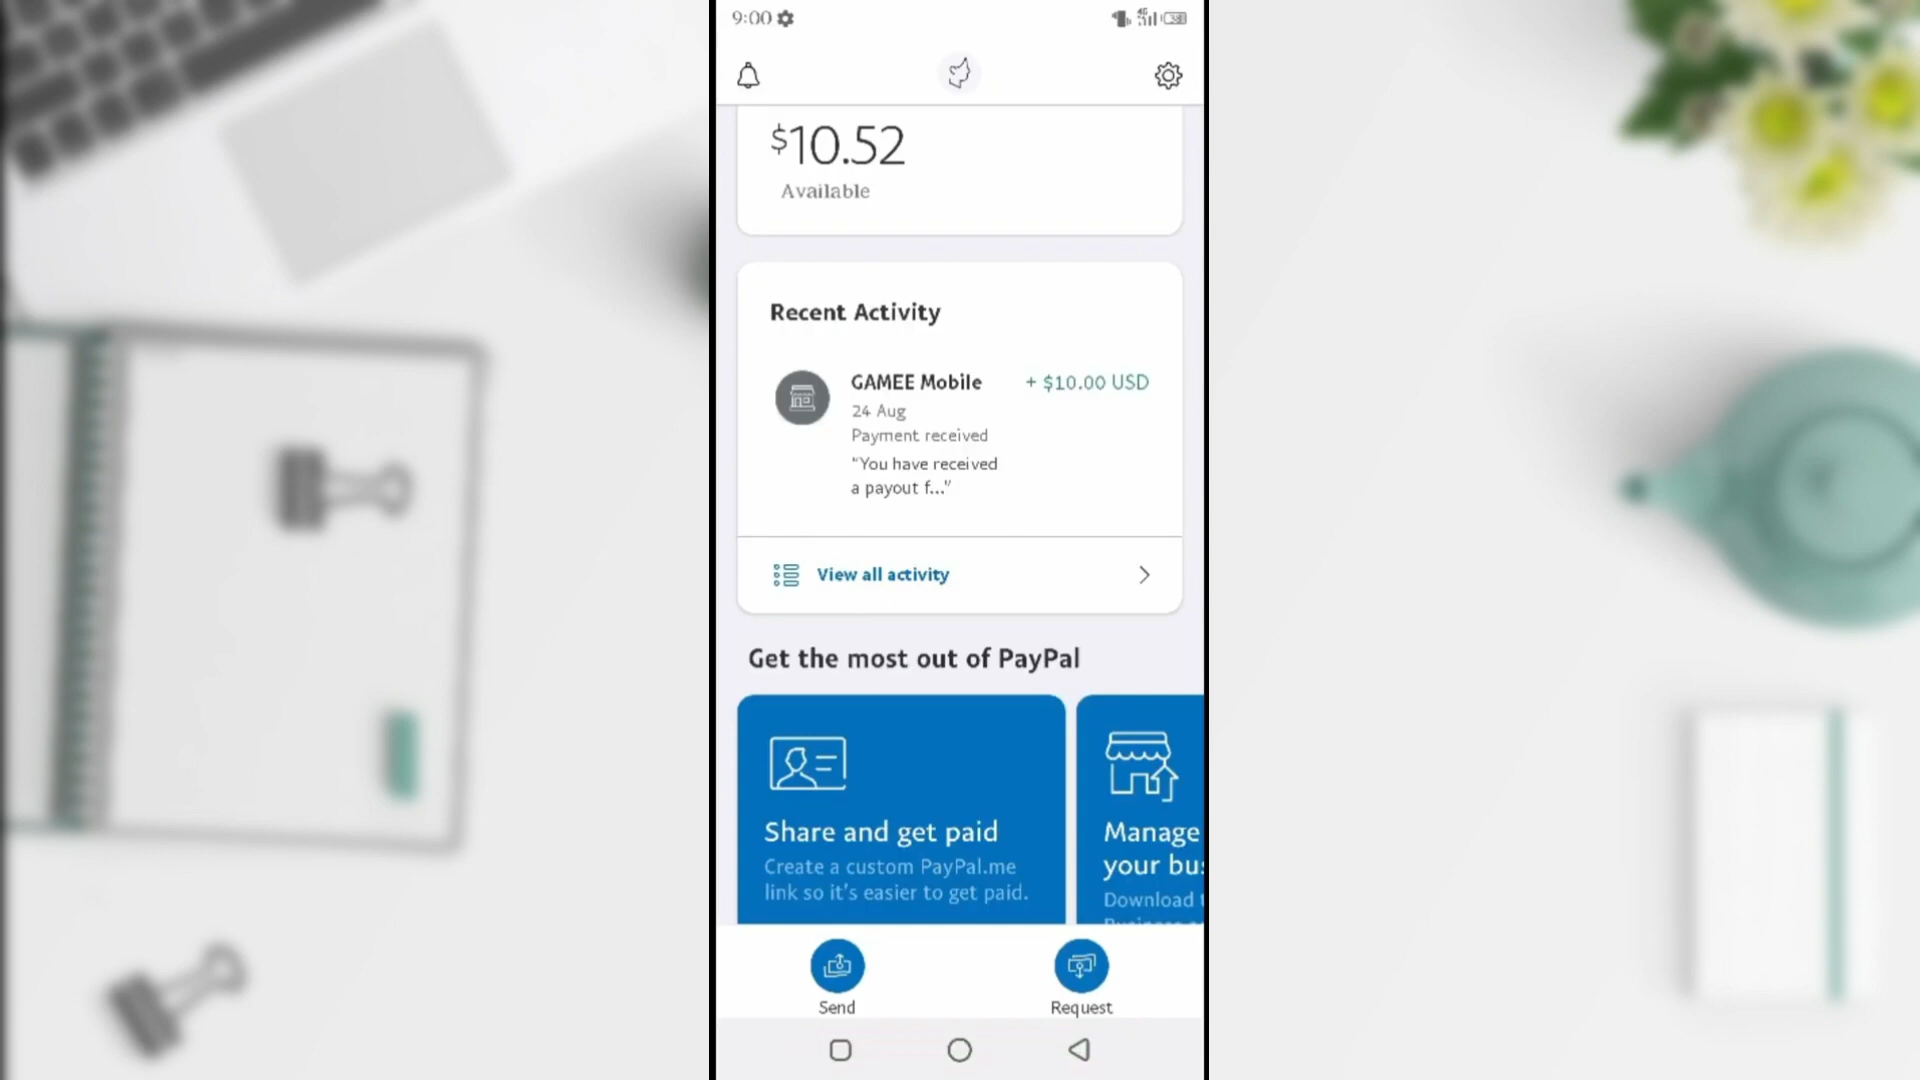 9:00
4G
$10.52
Available
Recent Activity
GAMEE Mobile
+ $10.00 USD
24 Aug
Payment received
"You have received
a payout f..."
View all activity
Get the most out of PayPal
Share and get paid
Create a custom PayPal.me
link so it's easier to get paid.
Manage
your bus
Download t
Send
Request